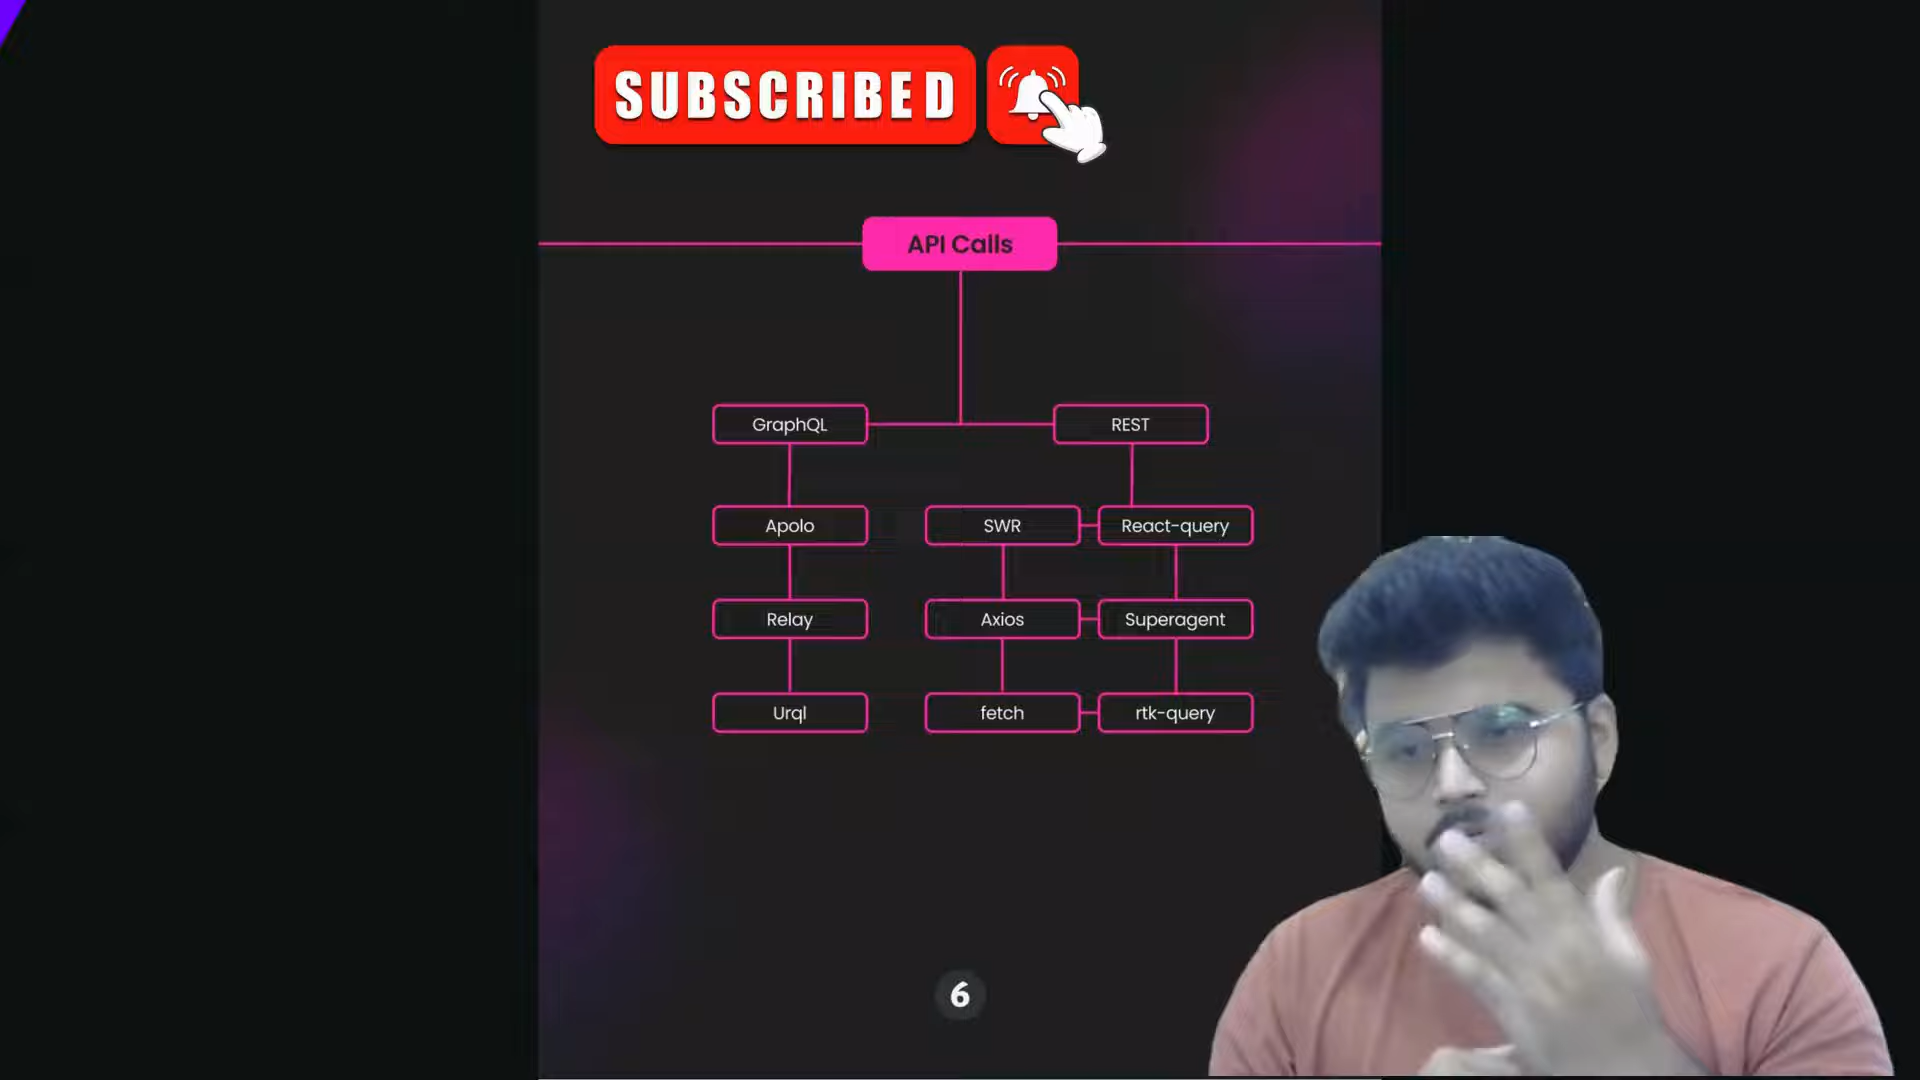 SUBSCRIBED
API Calls
GraphQL
REST
Apolo
SWR
React-query
Relay
Axios
Superagent
Urql
fetch
rtk-query
6